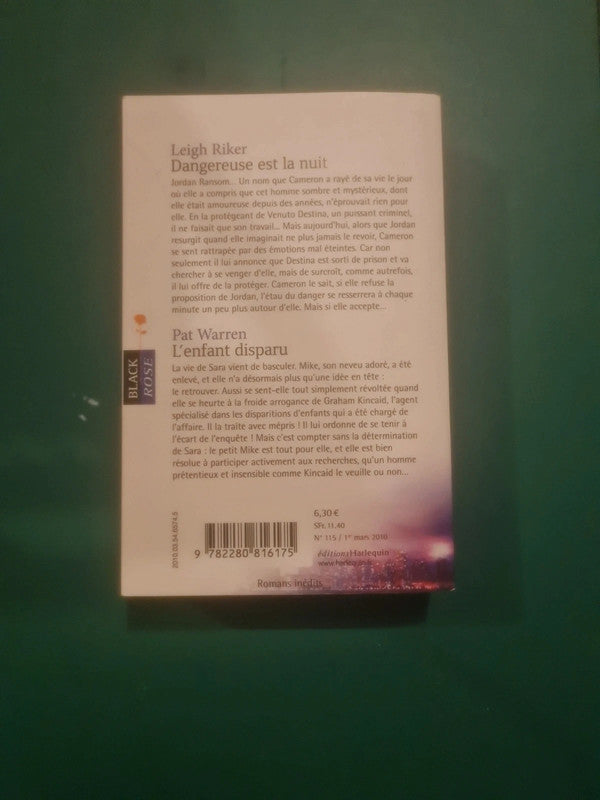 Leigh Riker
Dangereuse est la nuit
Jordan Ransom... Un nom que Cameron a rayé de sa vie le jour
où elle a compris que cet homme sombre et mystérieux, dont
elle était amoureuse depuis des années, n'éprouvait rien pour
elle. En la protégeant de Venuto Destina, un puissant criminel,
il ne faisait que son travail... Mais aujourd'hui, alors que Jordan
resurgit quand elle imaginait ne plus jamais le revoir, Cameron
se sent rattrapée par des émotions mal éteintes. Car non
seulement il lui annonce que Destina est sorti de prison et va
chercher à se venger d'elle, mais de surcroît, comme autrefois,
il lui offre de la protéger. Cameron le sait, si elle refuse la
proposition de Jordan, l'étau du danger se resserrera à chaque
minute un peu plus autour d'elle. Mais si elle accepte...
Pat Warren
L'enfant disparu
La vie de Sara vient de basculer. Mike, son neveu adoré, a été
enlevé, et elle n'a désormais plus qu'une idée en tête :
le retrouver. Aussi se sent-elle tout simplement révoltée quand
elle se heurte à la froide arrogance de Graham Kincaid, l'agent
spécialisé dans les disparitions d'enfants qui a été chargé de
l'affaire. Il la traite avec mépris ! Il lui ordonne de se tenir à
l'écart de l'enquête ! Mais c'est compter sans la détermination
de Sara : le petit Mike est tout pour elle, et elle est bien
résolue à participer activement aux recherches, qu'un homme
prétentieux et insensible comme Kincaid le veuille ou non...
BLACK
ROSE
2010.03.54.6574.5
9 782280 816175
6,30 €
SFr. 11.40
N° 115 / 1er mars 2010
éditions Harlequin
www.harlequin.fr
Romans inédits